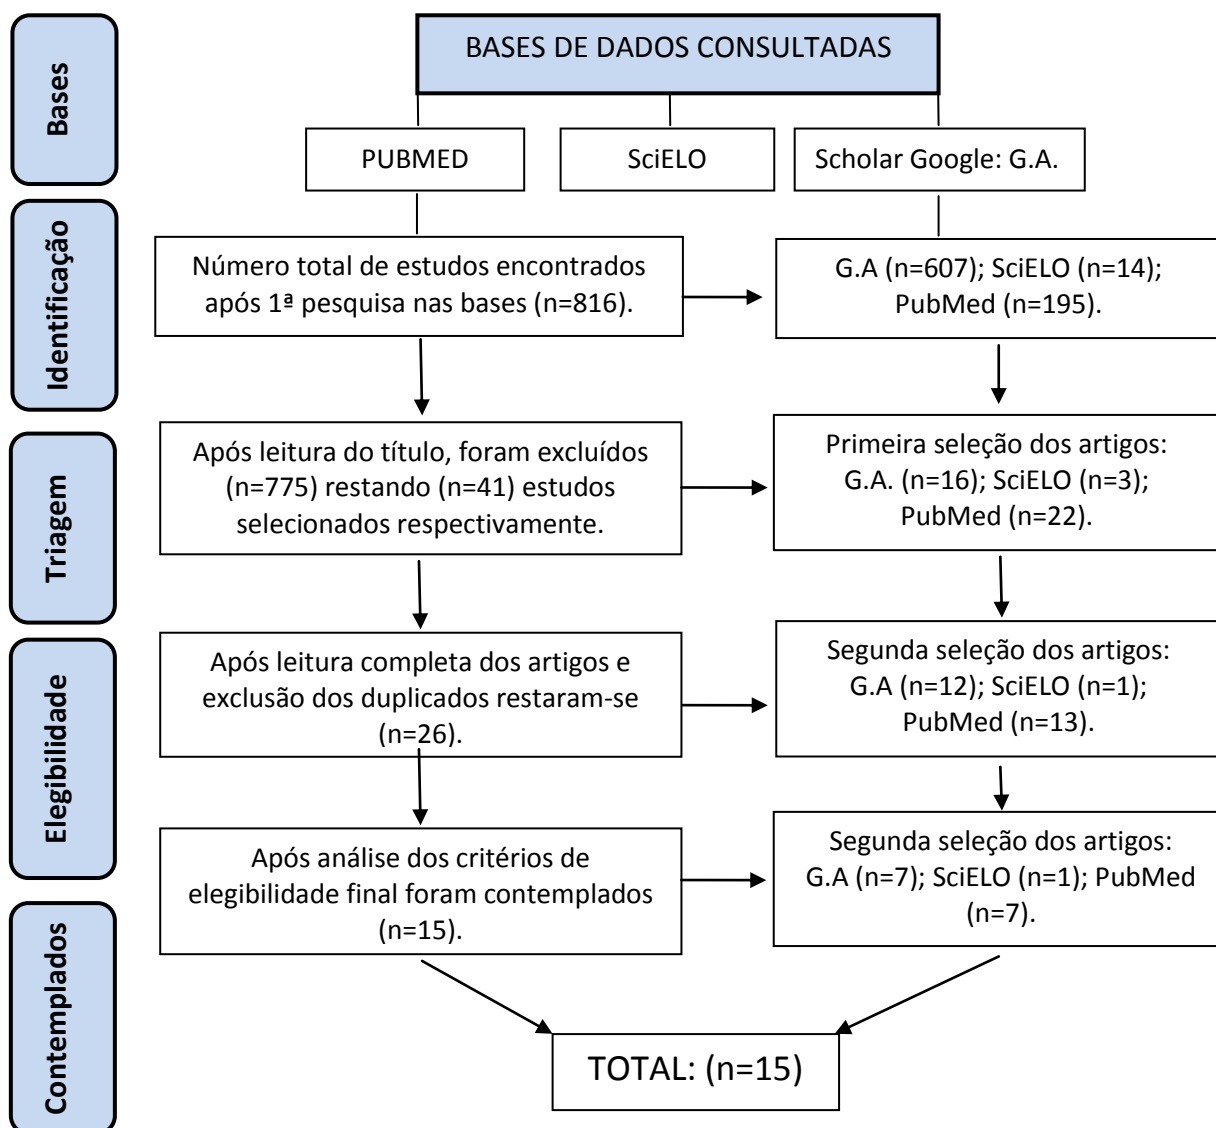 BASES DE DADOS CONSULTADAS
Bases
PUBMED
SciELO
Scholar Google: G.A.
Identificação
Número total de estudos encontrados
após 1ª pesquisa nas bases (n=816).
G.A (n=607); SciELO (n=14);
PubMed (n=195).
Triagem
Após leitura do título, foram excluídos
(n=775) restando (n=41) estudos
selecionados respectivamente.
Primeira seleção dos artigos:
G.A. (n=16); SciELO (n=3);
PubMed (n=22).
Elegibilidade
Após leitura completa dos artigos e
exclusão dos duplicados restaram-se
(n=26).
Segunda seleção dos artigos:
G.A (n=12); SciELO (n=1);
PubMed (n=13).
Após análise dos critérios de
elegibilidade final foram contemplados
(n=15).
Segunda seleção dos artigos:
G.A (n=7); SciELO (n=1); PubMed
(n=7).
Contemplados
TOTAL: (n=15)